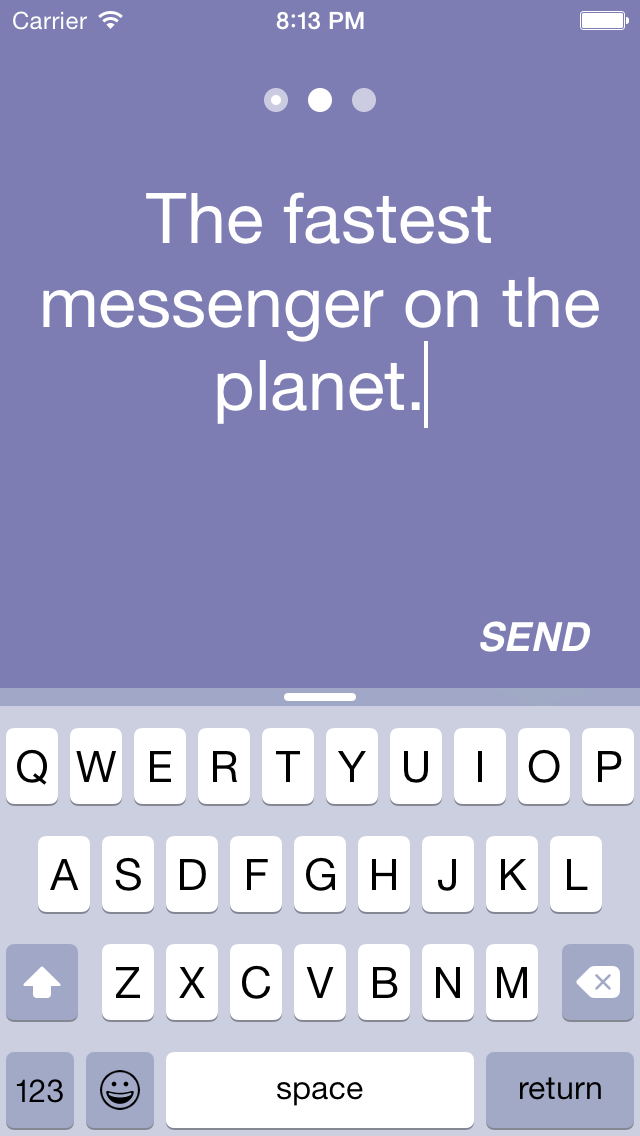 Carrier 8:13 PM
The fastest
messenger on the
planet.
SEND
Q W E R T Y U I O P
A S D F G H J K L
Z X C V B N M
123 space return